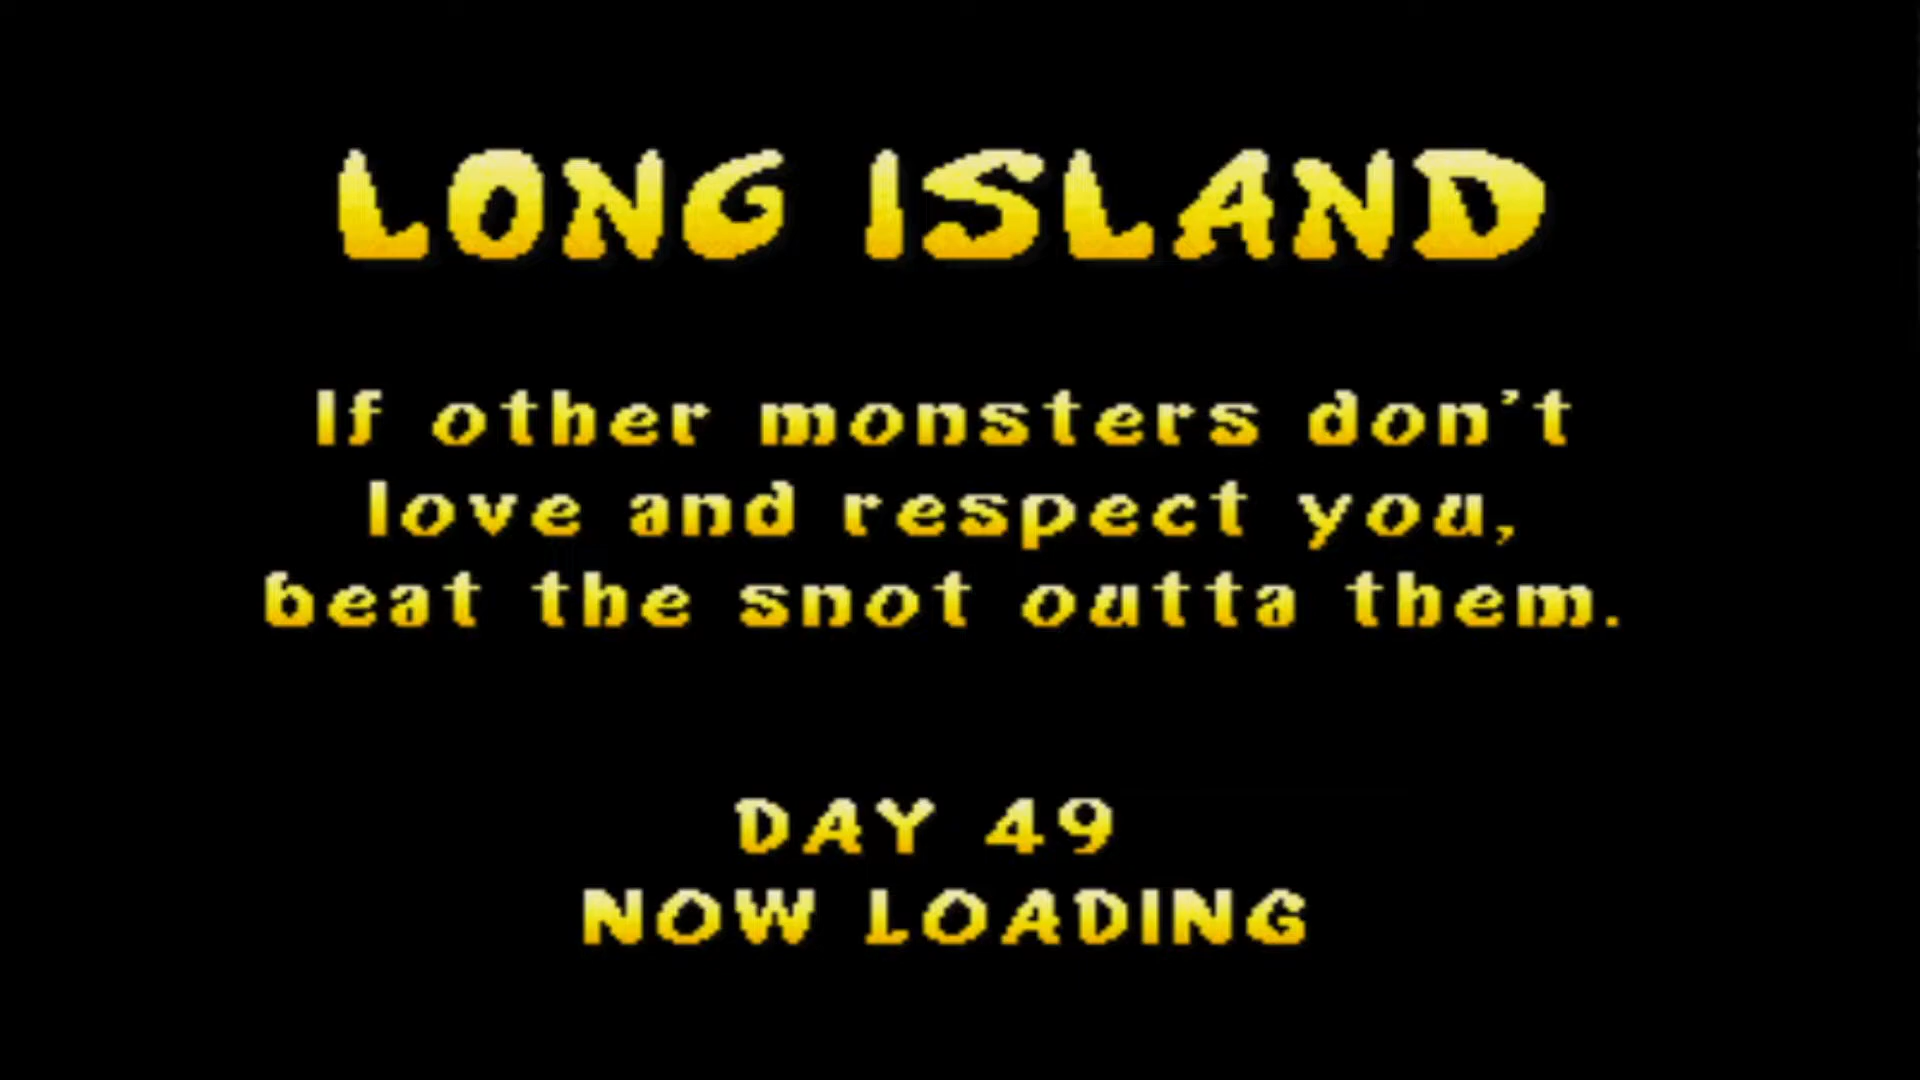 LONG ISLAND
If other monsters don't
love and respect you,
beat the snot outta them.
DAY 49
NOW LOADING